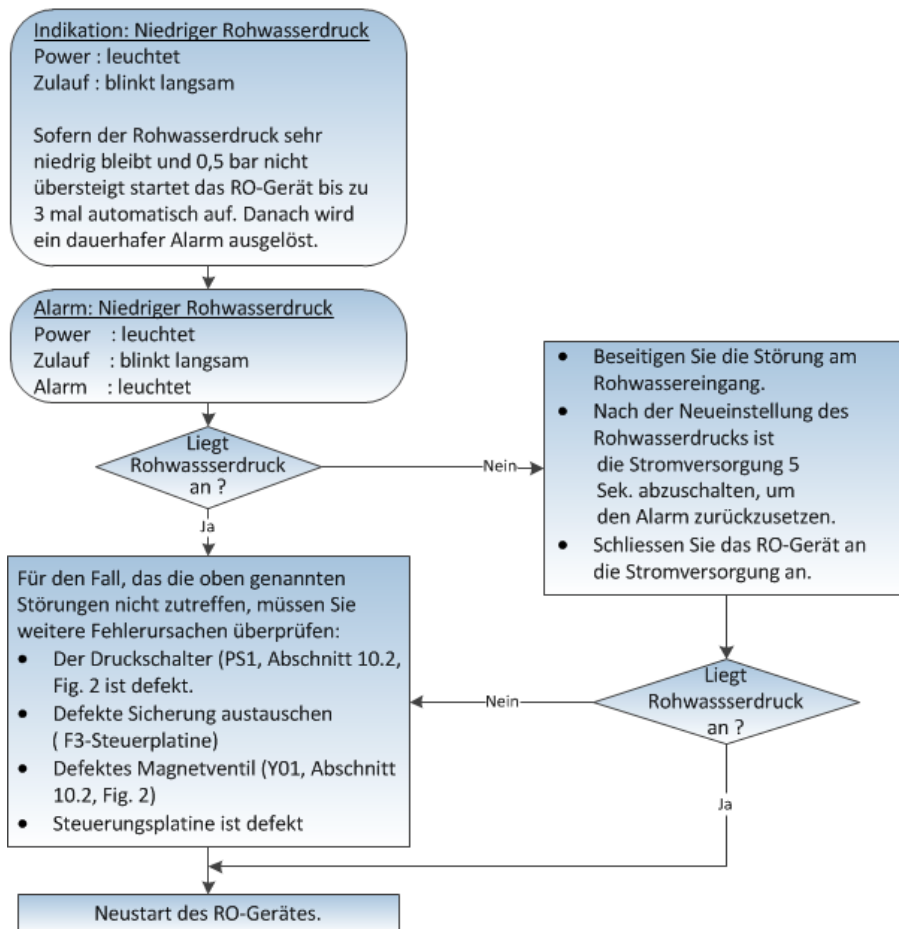 Indikation: Niedriger Rohwasserdruck
Power : leuchtet
Zulauf : blinkt langsam
Sofern der Rohwasserdruck sehr
niedrig bleibt und 0,5 bar nicht
übersteigt startet das RO-Gerät bis zu
3 mal automatisch auf. Danach wird
ein dauerhafer Alarm ausgelöst.
Alarm: Niedriger Rohwasserdruck
Power : leuchtet
Zulauf : blinkt langsam
Alarm : leuchtet
Liegt
Rohwassserdruck
an ?
Nein
• Beseitigen Sie die Störung am
Rohwassereingang.
• Nach der Neueinstellung des
Rohwasserdrucks ist
die Stromversorgung 5
Sek. abzuschalten, um
den Alarm zurückzusetzen.
• Schliessen Sie das RO-Gerät an
die Stromversorgung an.
Ja
Für den Fall, das die oben genannten
Störungen nicht zutreffen, müssen Sie
weitere Fehlerursachen überprüfen:
• Der Druckschalter (PS1, Abschnitt 10.2,
Fig. 2 ist defekt.
• Defekte Sicherung austauschen
( F3-Steuerplatine)
• Defektes Magnetventil (Y01, Abschnitt
10.2, Fig. 2)
• Steuerungsplatine ist defekt
Nein
Liegt
Rohwassserdruck
an ?
Ja
Neustart des RO-Gerätes.